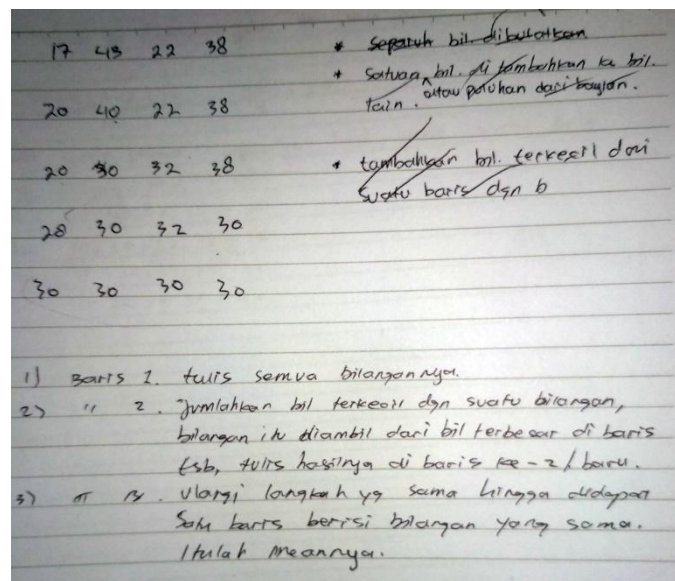 17 43 22 38
20 40 22 38
20 30 32 38
28 30 32 30
30 30 30 30
* separuh bil. dibulatkan
* Satuan bil. di tambahkan ke bil.
lain. atau puluhan dari bagian.
* tambahkan bil. terkecil dari
suatu baris dgn b
1) Baris 1. tulis semua bilangannya.
2) " 2. Jumlahkan bil terkecil dgn suatu bilangan,
bilangan itu diambil dari bil terbesar di baris
tsb, tulis hasilnya di baris ke-2/baru.
3) Ulangi langkah yg sama hingga didapat
Satu baris berisi bilangan yang sama.
Itulah meannya.